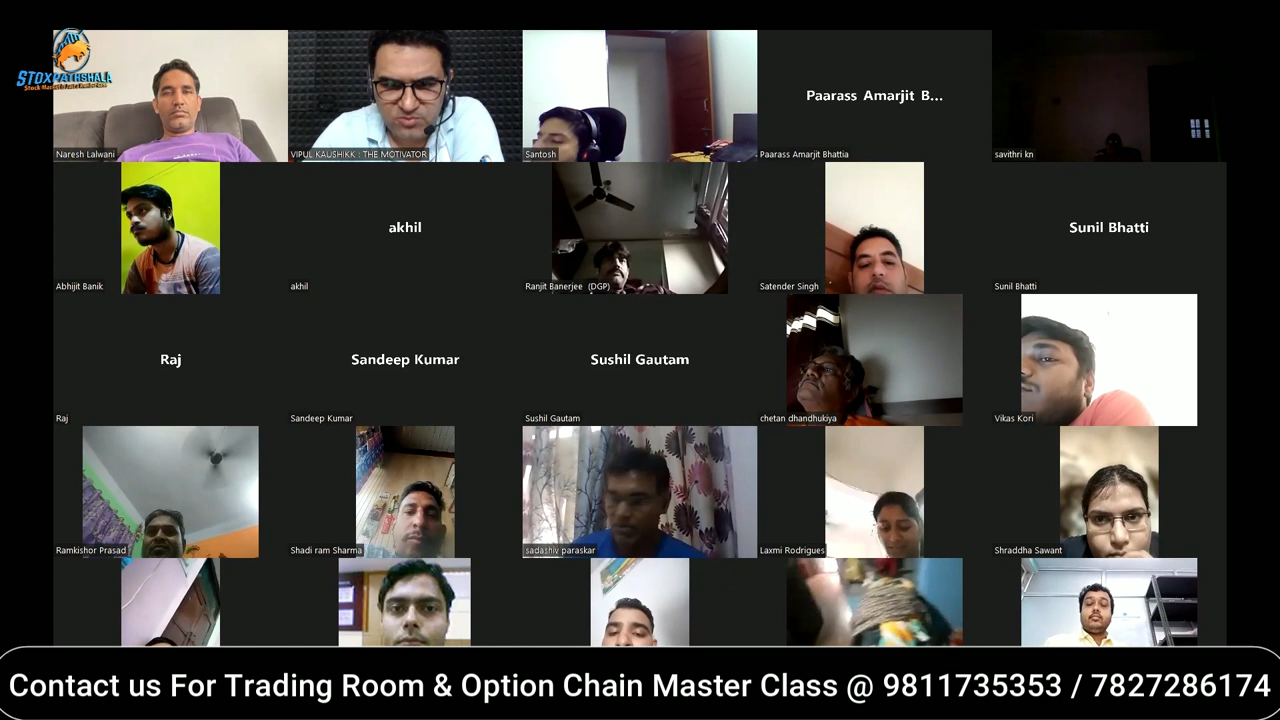 STOXPATHSHALA
Naresh Lalwani
VIPUL KAUSHIKK : THE MOTIVATOR
Santosh
Paarass Amarjit B...
Paarass Amarjit Bhattia
savithri kn
Abhijit Banik
akhil
akhil
Ranjit Banerjee (DGP)
Satender Singh
Sunil Bhatti
Sunil Bhatti
Raj
Raj
Sandeep Kumar
Sandeep Kumar
Sushil Gautam
Sushil Gautam
chetan dhandhukiya
Vikas Kori
Ramkishor Prasad
Shadi ram Sharma
sadashiv paraskar
Laxmi Rodrigues
Shraddha Sawant
Contact us For Trading Room & Option Chain Master Class @ 9811735353 / 7827286174